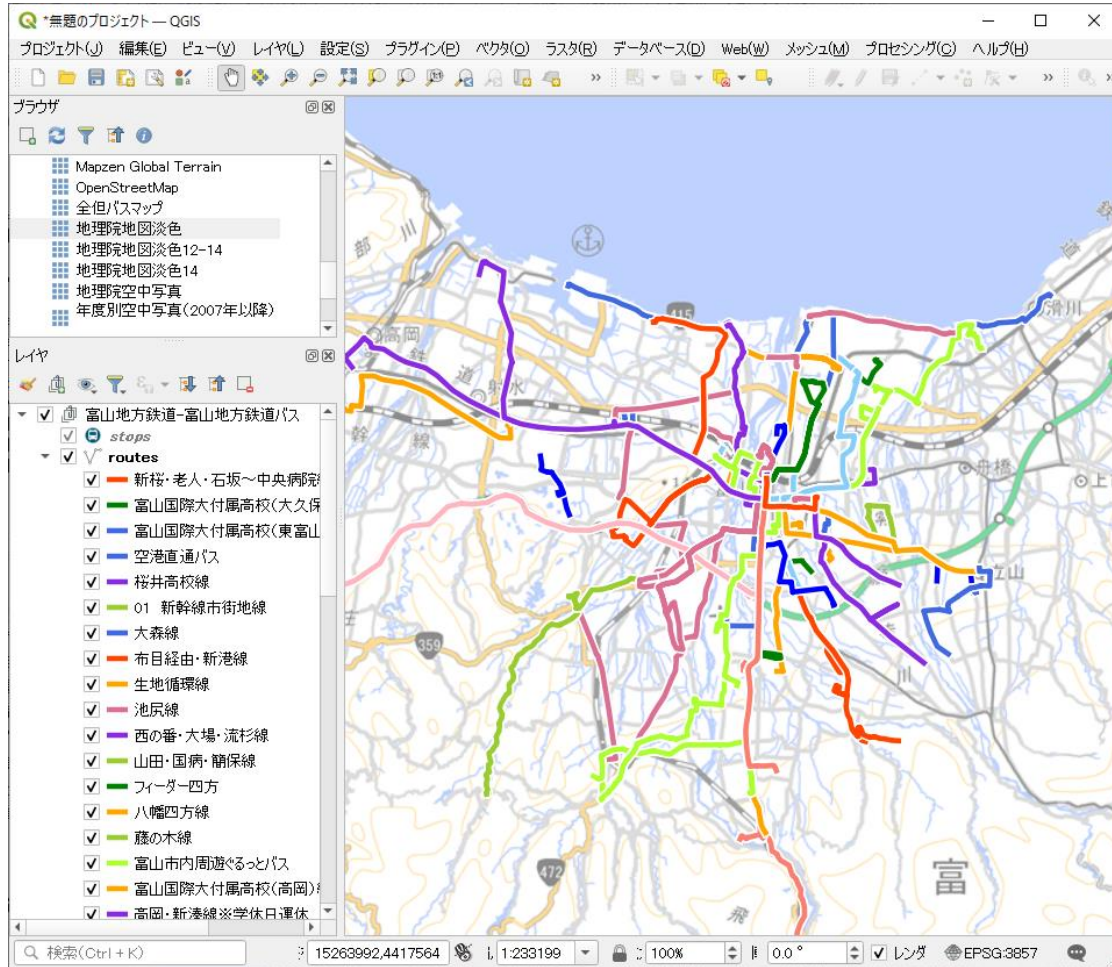 *無題のプロジェクト — QGIS
プロジェクト(J) 編集(E) ビュー(V) レイヤ(L) 設定(S) プラグイン(P) ベクタ(O) ラスタ(R) データベース(D) Web(W) メッシュ(M) プロセシング(C) ヘルプ(H)
ブラウザ
Mapzen Global Terrain
OpenStreetMap
全但バスマップ
地理院地図淡色
地理院地図淡色12-14
地理院地図淡色14
地理院空中写真
年度別空中写真(2007年以降)
レイヤ
富山地方鉄道-富山地方鉄道バス
stops
routes
新桜・老人・石坂～中央病院
富山国際大付属高校(大久保
富山国際大付属高校(東富山
空港直通バス
桜井高校線
01 新幹線市街地線
大森線
布目経由・新港線
生地循環線
池尻線
西の番・大場・流杉線
山田・国病・簡保線
フィーダー四方
八幡四方線
藤の木線
富山市内周遊ぐるっとバス
富山国際大付属高校(高岡)
高岡・新湊線※学休日運休
部川
高岡
射水
415
滑川
舟橋
上
立山
359
川
472
飛
富
検索(Ctrl + K)
15263992,4417564
1:233199
100%
0.0 °
レンダ
EPSG:3857